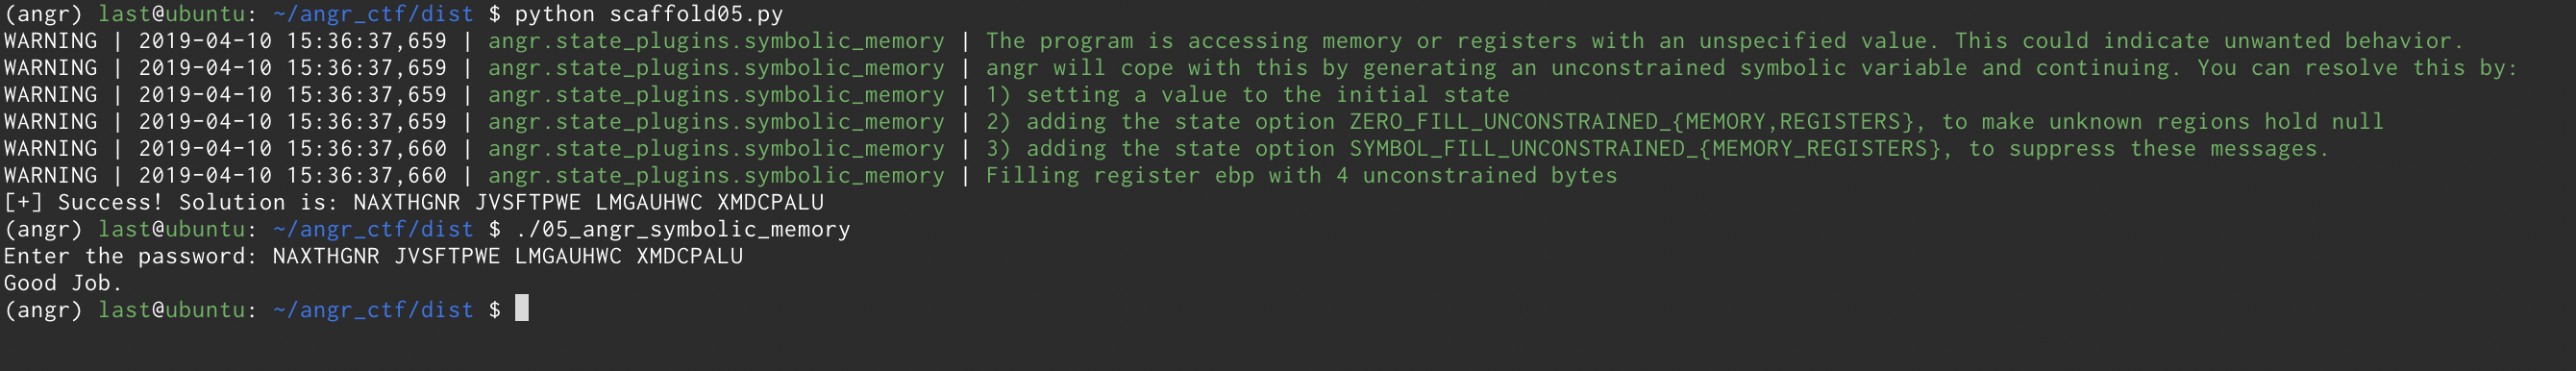 (angr) last@ubuntu: ~/angr_ctf/dist $ python scaffold05.py
WARNING | 2019-04-10 15:36:37,659 | angr.state_plugins.symbolic_memory | The program is accessing memory or registers with an unspecified value. This could indicate unwanted behavior.
WARNING | 2019-04-10 15:36:37,659 | angr.state_plugins.symbolic_memory | angr will cope with this by generating an unconstrained symbolic variable and continuing. You can resolve this by:
WARNING | 2019-04-10 15:36:37,659 | angr.state_plugins.symbolic_memory | 1) setting a value to the initial state
WARNING | 2019-04-10 15:36:37,659 | angr.state_plugins.symbolic_memory | 2) adding the state option ZERO_FILL_UNCONSTRAINED_{MEMORY,REGISTERS}, to make unknown regions hold null
WARNING | 2019-04-10 15:36:37,660 | angr.state_plugins.symbolic_memory | 3) adding the state option SYMBOL_FILL_UNCONSTRAINED_{MEMORY_REGISTERS}, to suppress these messages.
WARNING | 2019-04-10 15:36:37,660 | angr.state_plugins.symbolic_memory | Filling register ebp with 4 unconstrained bytes
[+] Success! Solution is: NAXTHGNR JVSFTPWE LMGAUHWC XMDCPALU
(angr) last@ubuntu: ~/angr_ctf/dist $ ./05_angr_symbolic_memory
Enter the password: NAXTHGNR JVSFTPWE LMGAUHWC XMDCPALU
Good Job.
(angr) last@ubuntu: ~/angr_ctf/dist $